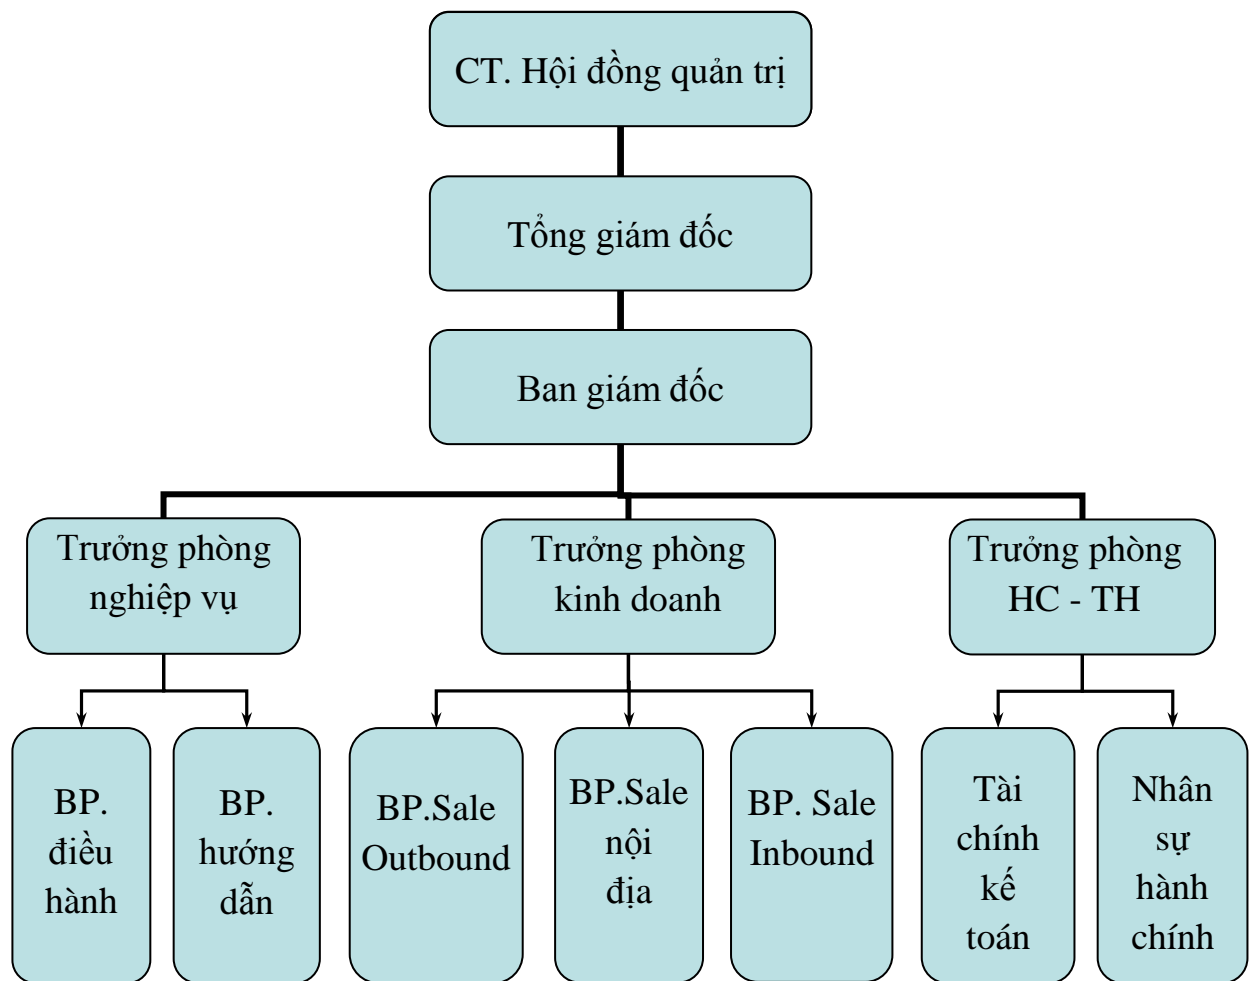 CT. Hội đồng quản trị
Tổng giám đốc
Ban giám đốc
Trưởng phòng
nghiệp vụ
Trưởng phòng
kinh doanh
Trưởng phòng
HC - TH
BP.
điều
hành
BP.
hướng
dẫn
BP.Sale
Outbound
BP.Sale
nội
địa
BP. Sale
Inbound
Tài
chính
kế
toán
Nhân
sự
hành
chính